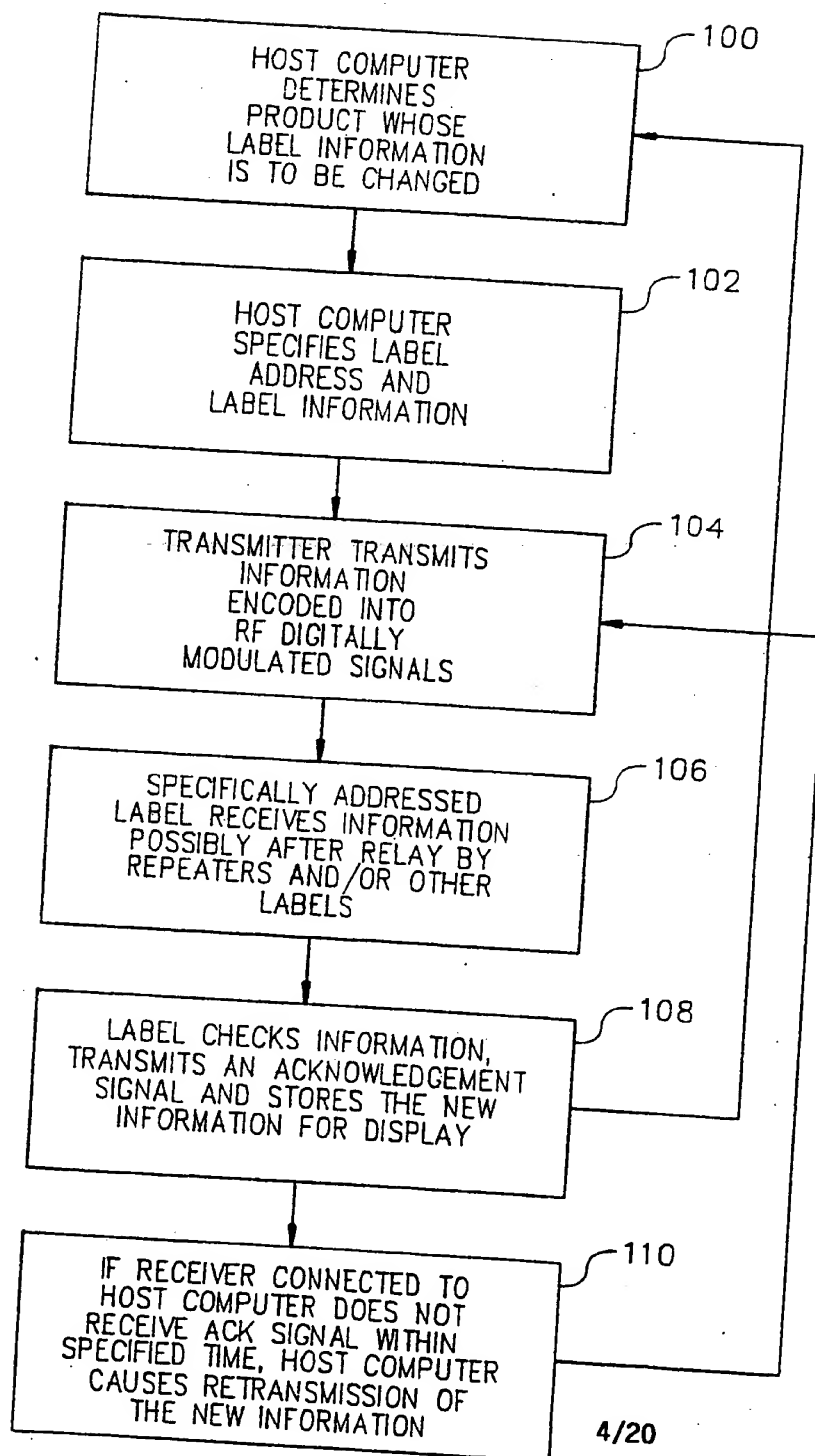 100
HOST COMPUTER
DETERMINES
PRODUCT WHOSE
LABEL INFORMATION
IS TO BE CHANGED
102
HOST COMPUTER
SPECIFIES LABEL
ADDRESS AND
LABEL INFORMATION
104
TRANSMITTER TRANSMITS
INFORMATION
ENCODED INTO
RF DIGITALLY
MODULATED SIGNALS
106
SPECIFICALLY ADDRESSED
LABEL RECEIVES INFORMATION
POSSIBLY AFTER RELAY BY
REPEATERS AND/OR OTHER
LABELS
108
LABEL CHECKS INFORMATION,
TRANSMITS AN ACKNOWLEDGEMENT
SIGNAL AND STORES THE NEW
INFORMATION FOR DISPLAY
110
IF RECEIVER CONNECTED TO
HOST COMPUTER DOES NOT
RECEIVE ACK SIGNAL WITHIN
SPECIFIED TIME, HOST COMPUTER
CAUSES RETRANSMISSION OF
THE NEW INFORMATION
4/20